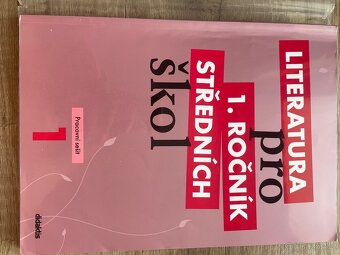 LITERATURA
pro
1. ROČNÍK
STŘEDNÍCH
škol
Pracovní sešit
1
didaktis